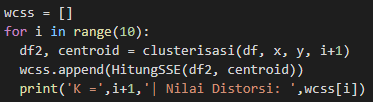 wcss = []
for i in range(10):
  df2, centroid = clusterisasi(df, x, y, i+1)
  wcss.append(HitungSSE(df2, centroid))
  print('K =',i+1,'| Nilai Distorsi: ',wcss[i])